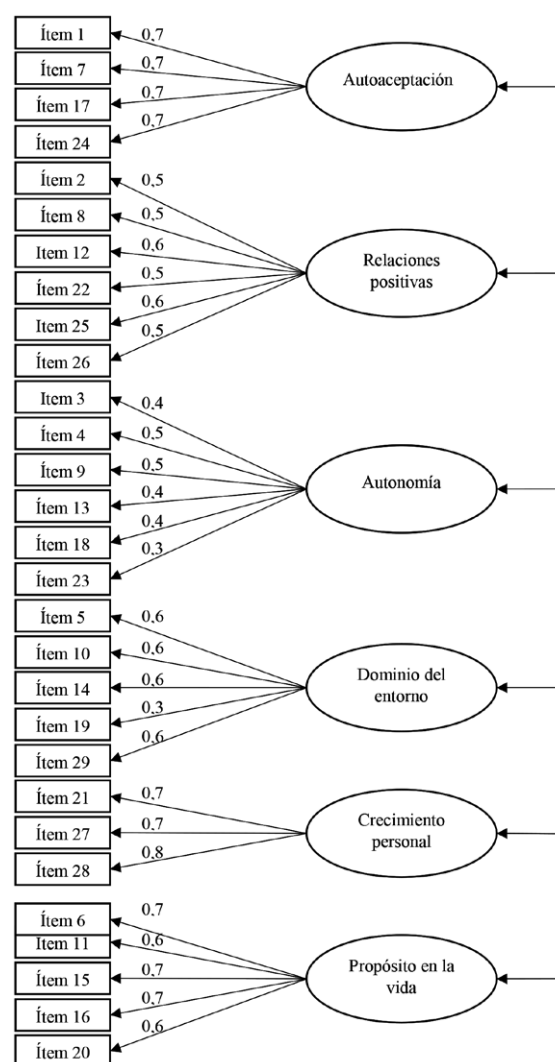 Ítem 1
0,7
Ítem 7
0,7
Ítem 17
0,7
Ítem 24
0,7
Autoaceptación
Ítem 2
0,5
Ítem 8
0,5
Item 12
0,6
Ítem 22
0,5
Ítem 25
0,6
Ítem 26
0,5
Relaciones
positivas
Item 3
0,4
Ítem 4
0,5
Ítem 9
0,5
Ítem 13
0,4
Ítem 18
0,4
Ítem 23
0,3
Autonomía
Ítem 5
0,6
Ítem 10
0,6
Ítem 14
0,6
Ítem 19
0,3
Ítem 29
0,6
Dominio del
entorno
Ítem 21
0,7
Ítem 27
0,7
Ítem 28
0,8
Crecimiento
personal
Ítem 6
0,7
Ítem 11
0,6
Ítem 15
0,7
Ítem 16
0,7
Ítem 20
0,6
Propósito en la
vida